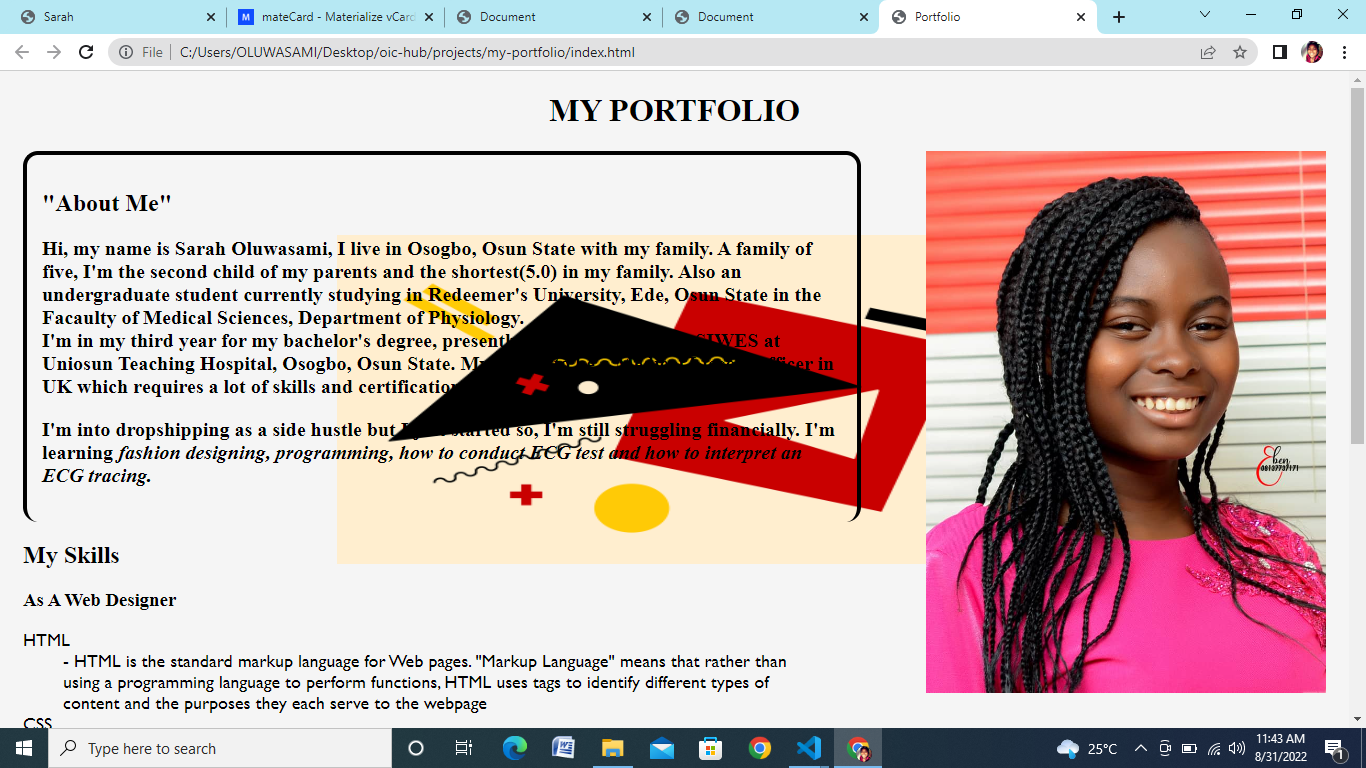 Sarah
mateCard - Materialize vCard
Document
Document
Portfolio
File
C:/Users/OLUWASAMI/Desktop/oic-hub/projects/my-portfolio/index.html
MY PORTFOLIO
"About Me"
Hi, my name is Sarah Oluwasami, I live in Osogbo, Osun State with my family. A family of
five, I'm the second child of my parents and the shortest(5.0) in my family. Also an
undergraduate student currently studying in Redeemer's University, Ede, Osun State in the
Facaulty of Medical Sciences, Department of Physiology.
I'm in my third year for my bachelor's degree, SIWES at
Uniosun Teaching Hospital, Osogbo, Osun State. in
UK which requires a lot of skills and
I'm into dropshipping as a side hustle but started so, I'm still struggling financially. I'm
learning fashion designing, programming, how to conduct ECG test and how to interpret an
ECG tracing.
Eben
08137737171
My Skills
As A Web Designer
HTML
- HTML is the standard markup language for Web pages. "Markup Language" means that rather than
using a programming language to perform functions, HTML uses tags to identify different types of
content and the purposes they each serve to the webpage
CSS
Type here to search
25°C
11:43 AM
8/31/2022
1